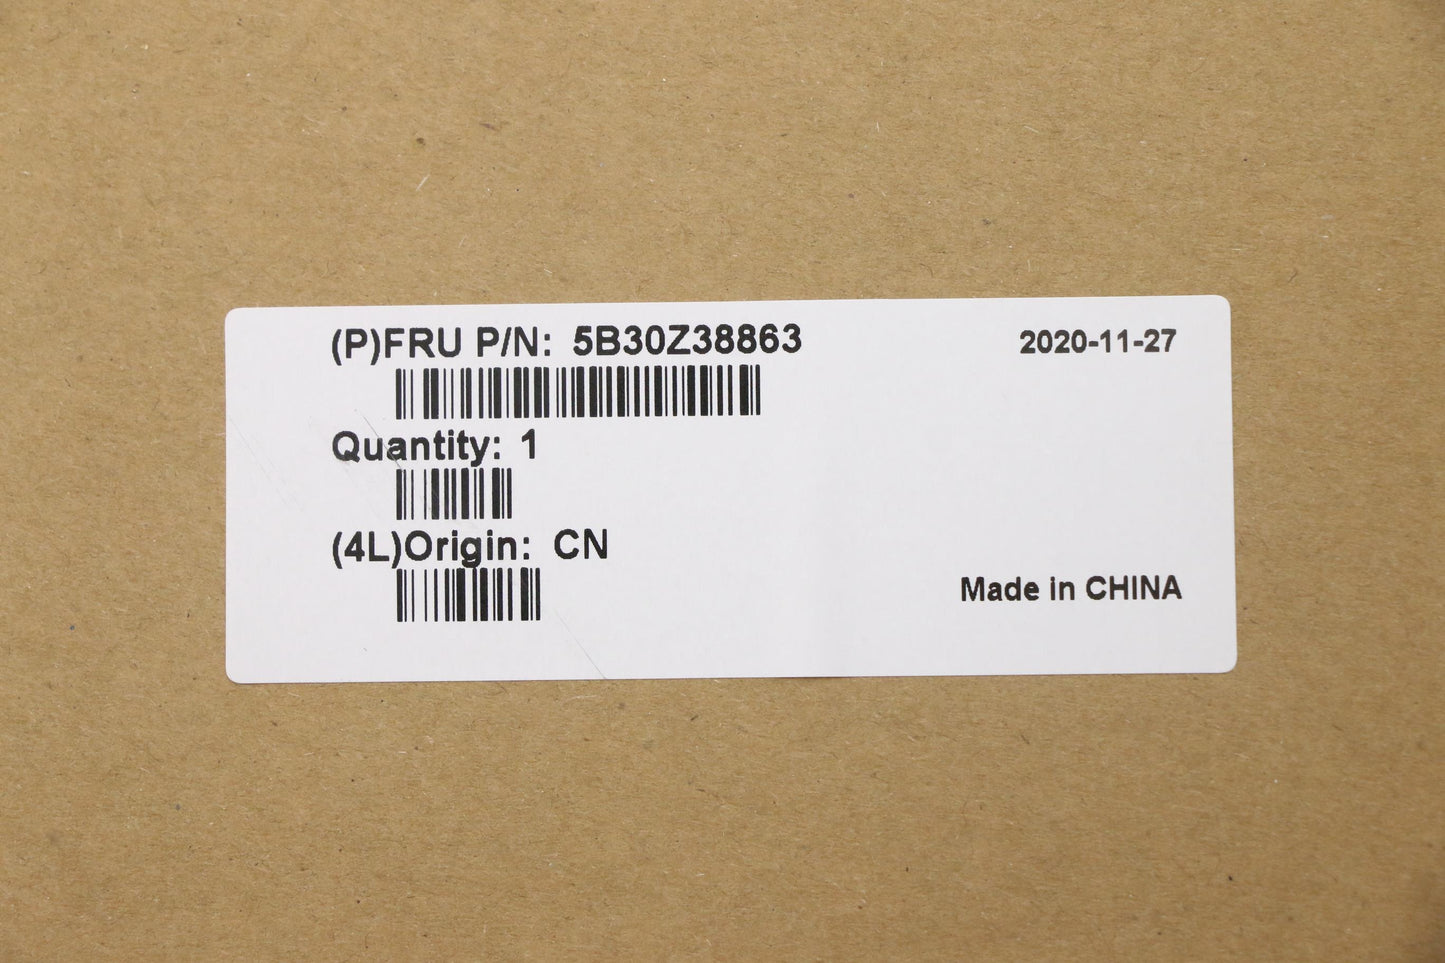 (P)FRU P/N: 5B30Z38863
2020-11-27
Quantity: 1
(4L)Origin: CN
Made in CHINA